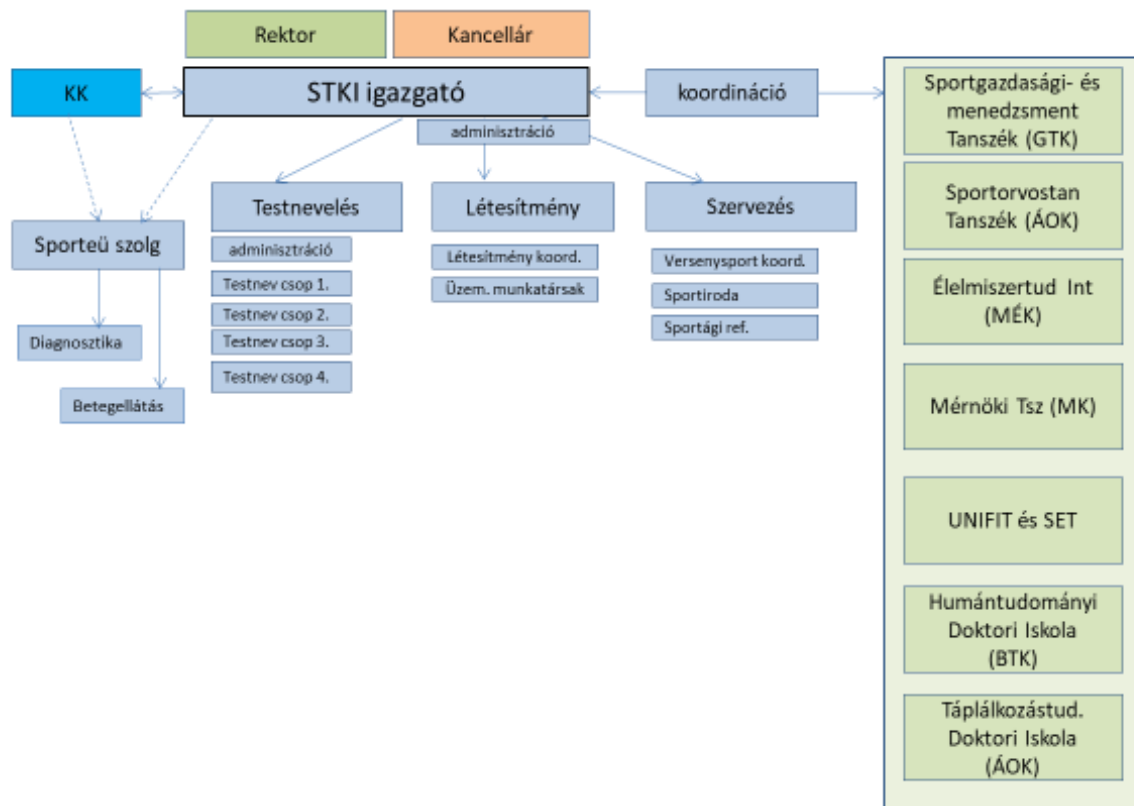 Rektor
Kancellár
KK
STKI igazgató
koordináció
adminisztráció
Testnevelés
Létesítmény
Szervezés
Sporteü szolg
adminisztráció
Testnev csop 1.
Testnev csop 2.
Testnev csop 3.
Testnev csop 4.
Létesítmény koord.
Üzem. munkatársak
Versenysport koord.
Sportiroda
Sportági ref.
Diagnosztika
Betegellátás
Sportgazdasági- és
menedzsment
Tanszék (GTK)
Sportorvostan
Tanszék (ÁOK)
Élelmiszertud Int
(MÉK)
Mérnöki Tsz (MK)
UNIFIT és SET
Humántudományi
Doktori Iskola
(BTK)
Táplálkozástud.
Doktori Iskola
(ÁOK)